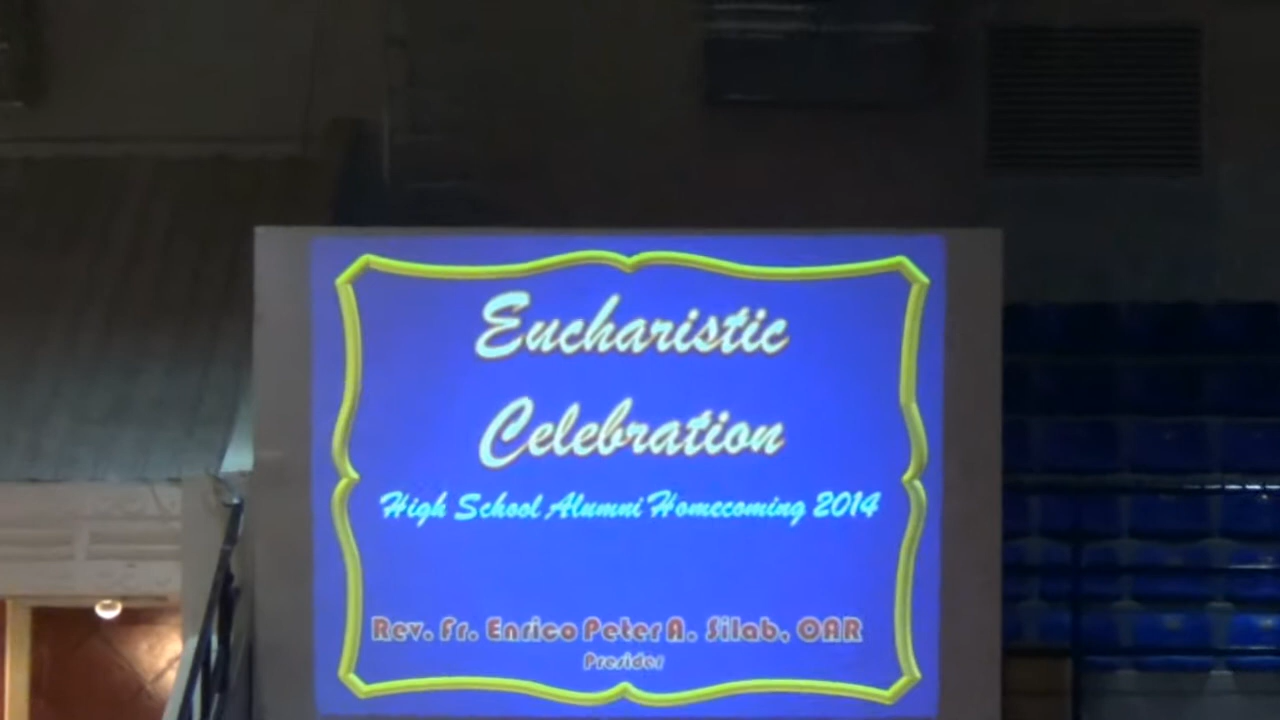 Eucharistic
Celebration
High School Alumni Homecoming 2014
Rev. Fr. Enrico Peter A. Silab, OAR
Presider